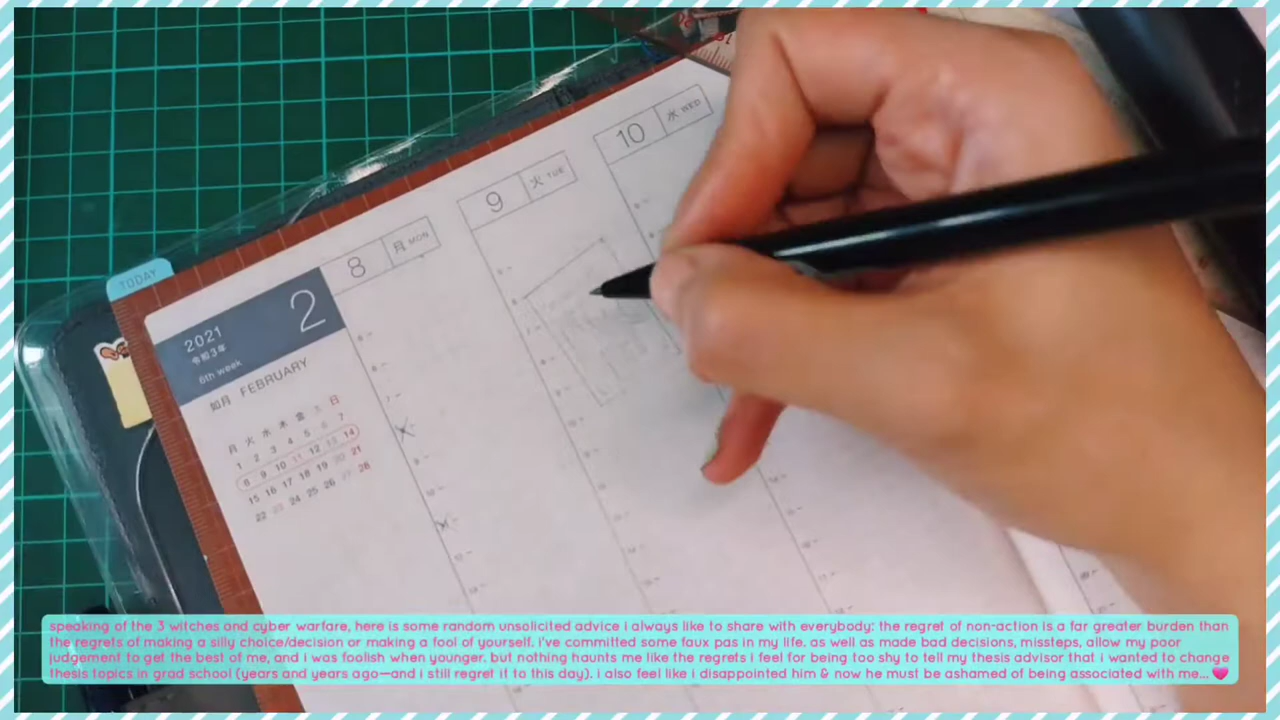 10 水 WED
9 火 TUE
8 月 MON
TODAY
2021 2
令和3年
6th week
如月 FEBRUARY
月 火 水 木 金 土 日
1 2 3 4 5 6 7
8 9 10 11 12 13 14
15 16 17 18 19 20 21
22 23 24 25 26 27 28
speaking of the 3 witches and cyber warfare, here is some random unsolicited advice i always like to share with everybody: the regret of non-action is a far greater burden than
the regrets of making a silly choice/decision or making a fool of yourself. i've committed some faux pas in my life. as well as made bad decisions, missteps, allow my poor
judgement to get the best of me, and i was foolish when younger. but nothing haunts me like the regrets i feel for being too shy to tell my thesis advisor that i wanted to change
thesis topics in grad school (years and years ago—and i still regret it to this day). i also feel like i disappointed him & now he must be ashamed of being associated with me... 💗